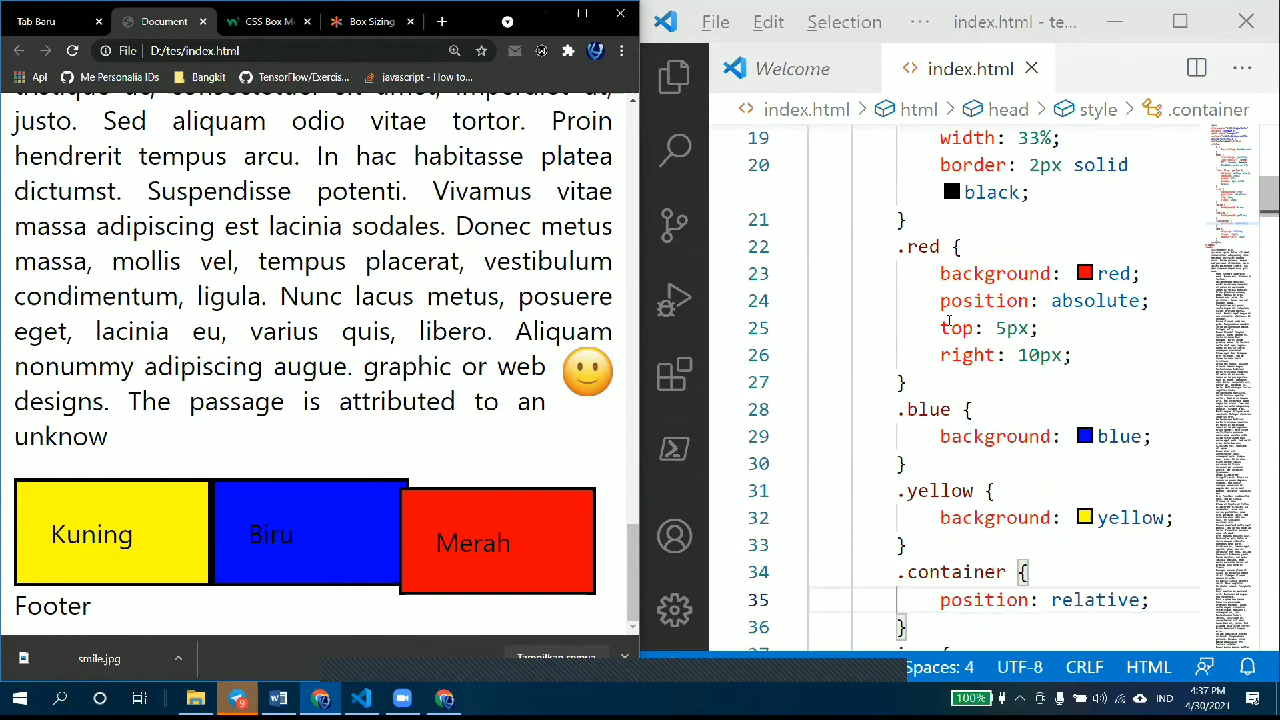 Tab Baru
Document
CSS Box M
Box Sizing
File
D:/tes/index.html
Apl
Me Personalia IDs
Bangkit
TensorFlow/Exercis...
javascript - How to...
justo. Sed aliquam odio vitae tortor. Proin
hendrerit tempus arcu. In hac habitasse platea
dictumst. Suspendisse potenti. Vivamus vitae
massa adipiscing est lacinia sodales. Donec metus
massa, mollis vel, tempus placerat, vestibulum
condimentum, ligula. Nunc lacus metus, posuere
eget, lacinia eu, varius quis, libero. Aliquam
nonummy adipiscing augue. graphic or web
designs. The passage is attributed to an
unknow
Kuning
Biru
Merah
Footer
smile.jpg
File Edit Selection ... index.html - te...
Welcome
index.html
index.html html head style .container
19 width: 33%;
20 border: 2px solid
black;
21 }
22 .red {
23 background: red;
24 position: absolute;
25 top: 5px;
26 right: 10px;
27 }
28 .blue {
29 background: blue;
30 }
31 .yellow {
32 background: yellow;
33 }
34 .container {
35 position: relative;
36 }
Spaces: 4 UTF-8 CRLF HTML
9
100%
IND
4:37 PM
4/30/2021